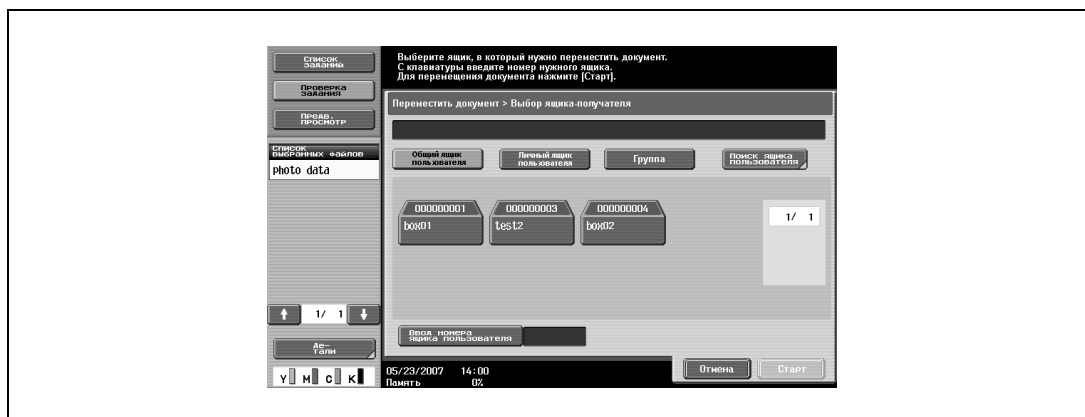 Список
заданий
Проверка
задания
Предв.
просмотр
Список
выбранных файлов
photo data
↑ 1/ 1 ↓
Де-
тали
Y M C K
Выберите ящик, в который нужно переместить документ.
С клавиатуры введите номер нужного ящика.
Для перемещения документа нажмите [Старт].
Переместить документ > Выбор ящика-получателя
Общий ящик
пользователя
Личный ящик
пользователя
Группа
Поиск ящика
пользователя
000000001 000000003 000000004
box01 test2 box02
1/ 1
Ввод номера
ящика пользователя
05/23/2007 14:00
Память 0%
Отмена Старт